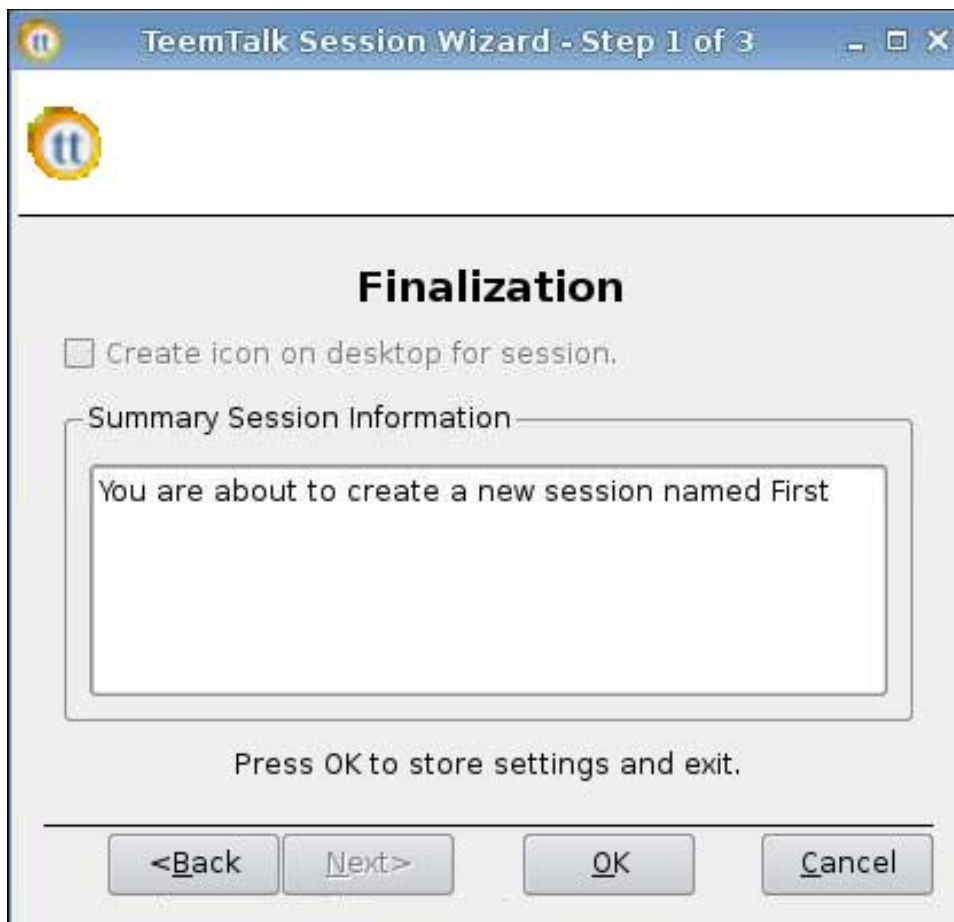 tt TeemTalk Session Wizard - Step 1 of 3
tt
Finalization
Create icon on desktop for session.
Summary Session Information
You are about to create a new session named First
Press OK to store settings and exit.
<Back Next> OK Cancel